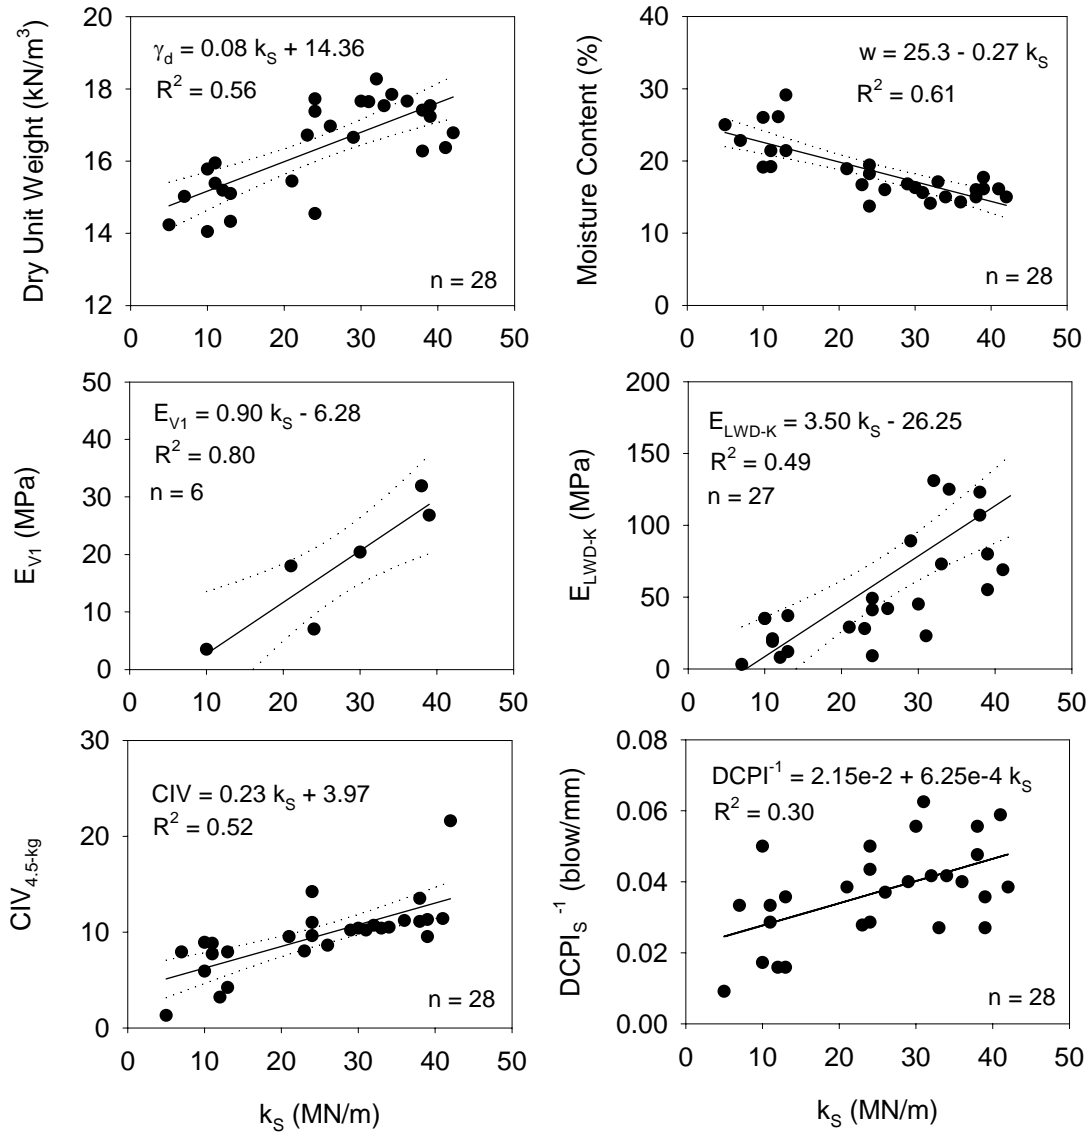 Dry Unit Weight (kN/m³)
20
18
16
14
12
γd = 0.08 kS + 14.36
R² = 0.56
n = 28
0 10 20 30 40 50
Moisture Content (%)
40
30
20
10
0
w = 25.3 - 0.27 kS
R² = 0.61
n = 28
0 10 20 30 40 50
EV1 (MPa)
50
40
30
20
10
0
EV1 = 0.90 kS - 6.28
R² = 0.80
n = 6
0 10 20 30 40 50
ELWD-K (MPa)
200
150
100
50
0
ELWD-K = 3.50 kS - 26.25
R² = 0.49
n = 27
0 10 20 30 40 50
CIV4.5-kg
30
20
10
0
CIV = 0.23 kS + 3.97
R² = 0.52
n = 28
0 10 20 30 40 50
kS (MN/m)
DCPIS⁻¹ (blow/mm)
0.08
0.06
0.04
0.02
0.00
DCPI⁻¹ = 2.15e-2 + 6.25e-4 kS
R² = 0.30
n = 28
0 10 20 30 40 50
kS (MN/m)